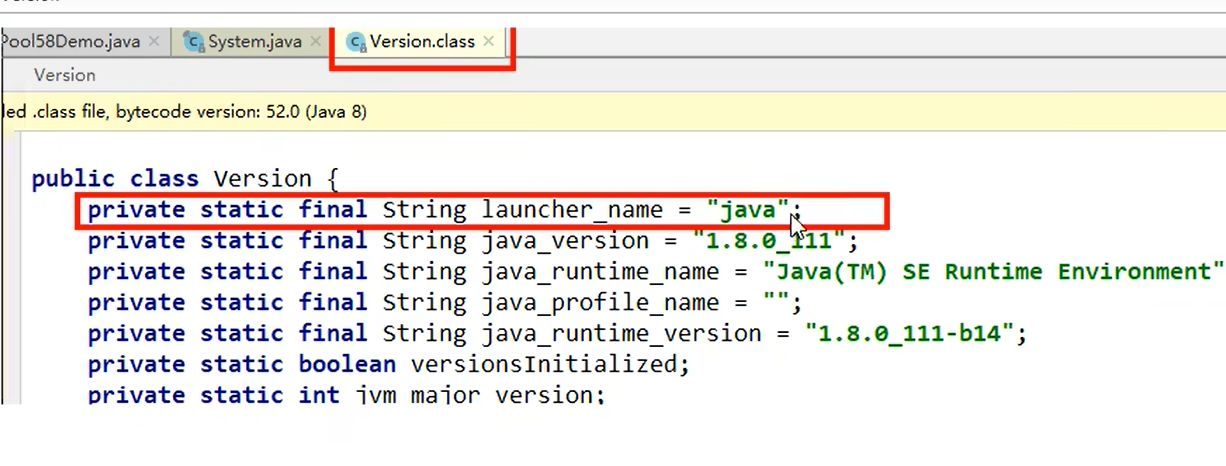 Pool58Demo.java × System.java × Version.class ×
Version
led .class file, bytecode version: 52.0 (Java 8)
public class Version {
private static final String launcher_name = "java";
private static final String java_version = "1.8.0_111";
private static final String java_runtime_name = "Java(TM) SE Runtime Environment"
private static final String java_profile_name = "";
private static final String java_runtime_version = "1.8.0_111-b14";
private static boolean versionsInitialized;
private static int jvm_major_version;